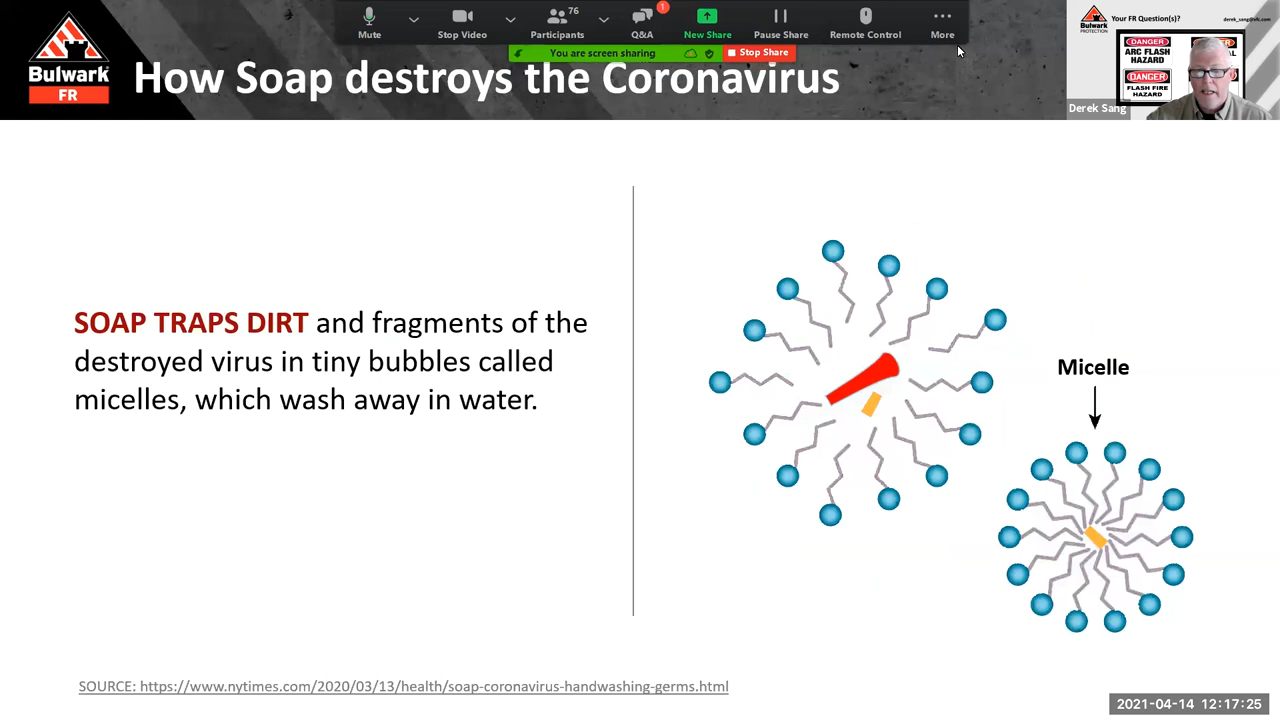 Mute
Stop Video
76
Participants
1
Q&A
New Share
Pause Share
Remote Control
More
You are screen sharing
Stop Share
Bulwark
PROTECTION
Your FR Question(s)?
DANGER
ARC FLASH
HAZARD
DANGER
FLASH FIRE
HAZARD
Derek Sang
Bulwark
FR
How Soap destroys the Coronavirus
SOAP TRAPS DIRT and fragments of the
destroyed virus in tiny bubbles called
micelles, which wash away in water.
Micelle
SOURCE: https://www.nytimes.com/2020/03/13/health/soap-coronavirus-handwashing-germs.html
2021-04-14 12:17:25